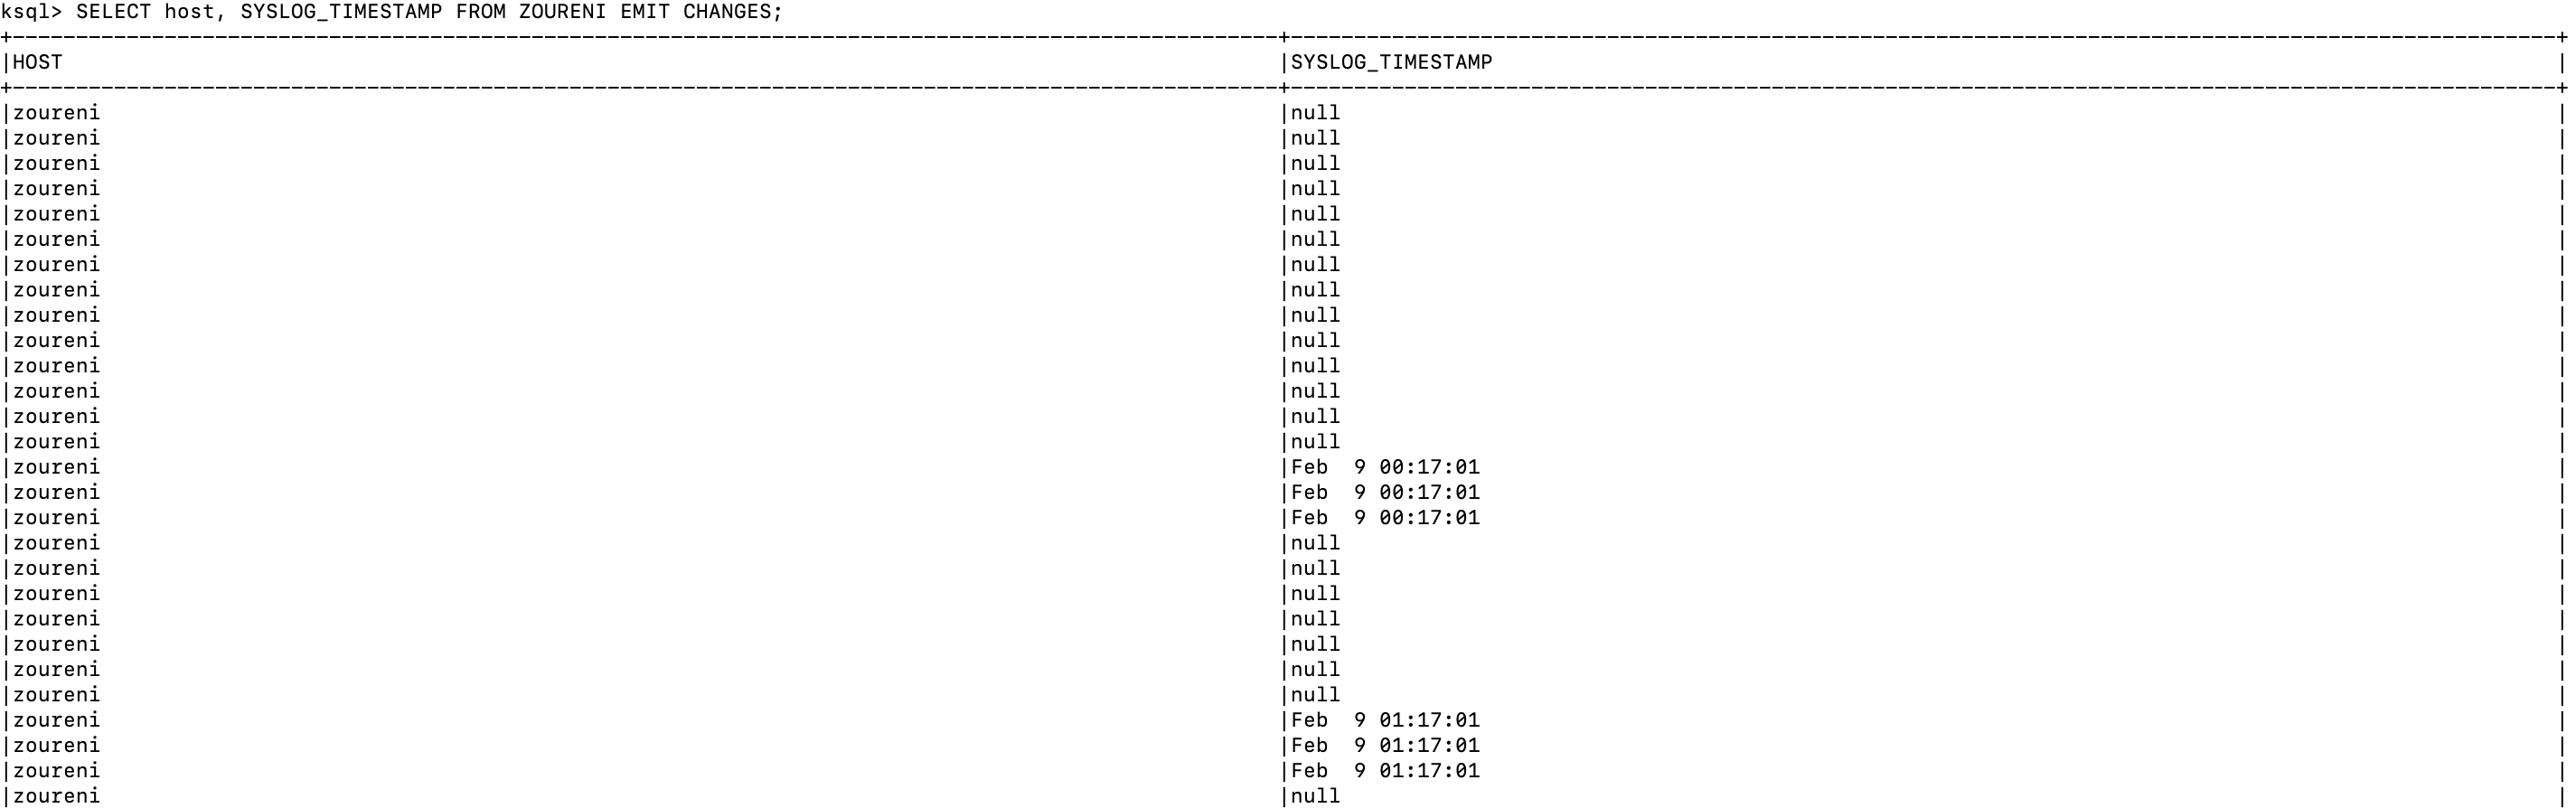 ksql> SELECT host, SYSLOG_TIMESTAMP FROM ZOURENI EMIT CHANGES;
|HOST |SYSLOG_TIMESTAMP |
|zoureni |null |
|zoureni |null |
|zoureni |null |
|zoureni |null |
|zoureni |null |
|zoureni |null |
|zoureni |null |
|zoureni |null |
|zoureni |null |
|zoureni |null |
|zoureni |null |
|zoureni |null |
|zoureni |null |
|zoureni |null |
|zoureni |Feb  9 00:17:01 |
|zoureni |Feb  9 00:17:01 |
|zoureni |Feb  9 00:17:01 |
|zoureni |null |
|zoureni |null |
|zoureni |null |
|zoureni |null |
|zoureni |null |
|zoureni |null |
|zoureni |null |
|zoureni |Feb  9 01:17:01 |
|zoureni |Feb  9 01:17:01 |
|zoureni |Feb  9 01:17:01 |
|zoureni |null |